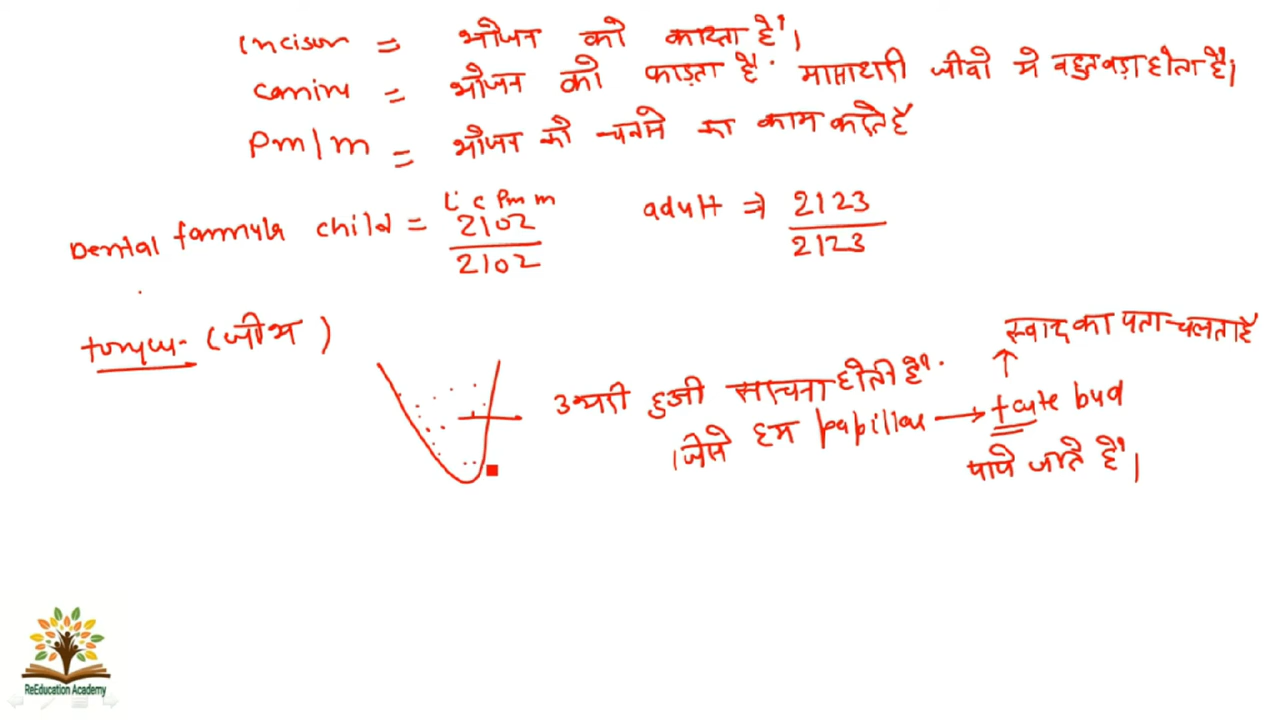 Incisor = भोजन को काटता है।
canine = भोजन को फाड़ता है. मासाहारी जीवो मे बहुत बड़ा होता है।
Pm/m = भोजन को चबाने का काम करते है
Dental formula child = i c Pm m
2102
2102
adult ⇒ 2123
2123
tongue- (जीभ)
स्वाद का पता चलता है
उभरी हुई सरचना होती है.
जिसे हम papillae → taste bud
पाये जाते है।
ReEducation Academy